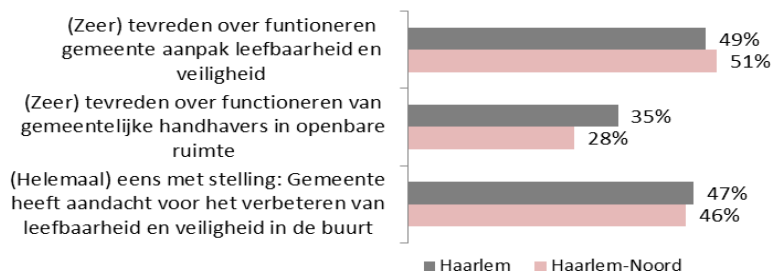 (Zeer) tevreden over funtioneren
gemeente aanpak leefbaarheid en
veiligheid
49%
51%
(Zeer) tevreden over functioneren van
gemeentelijke handhavers in openbare
ruimte
35%
28%
(Helemaal) eens met stelling: Gemeente
heeft aandacht voor het verbeteren van
leefbaarheid en veiligheid in de buurt
47%
46%
Haarlem Haarlem-Noord